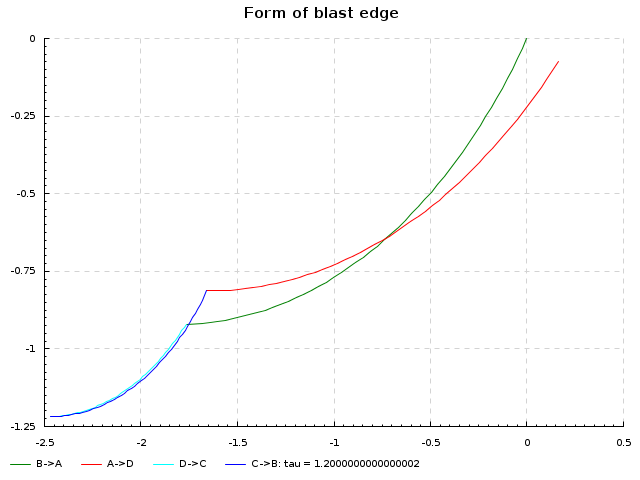 Form of blast edge
0
-0.25
-0.5
-0.75
-1
-1.25
-2.5 -2 -1.5 -1 -0.5 0 0.5
B->A A->D D->C C->B: tau = 1.2000000000000002